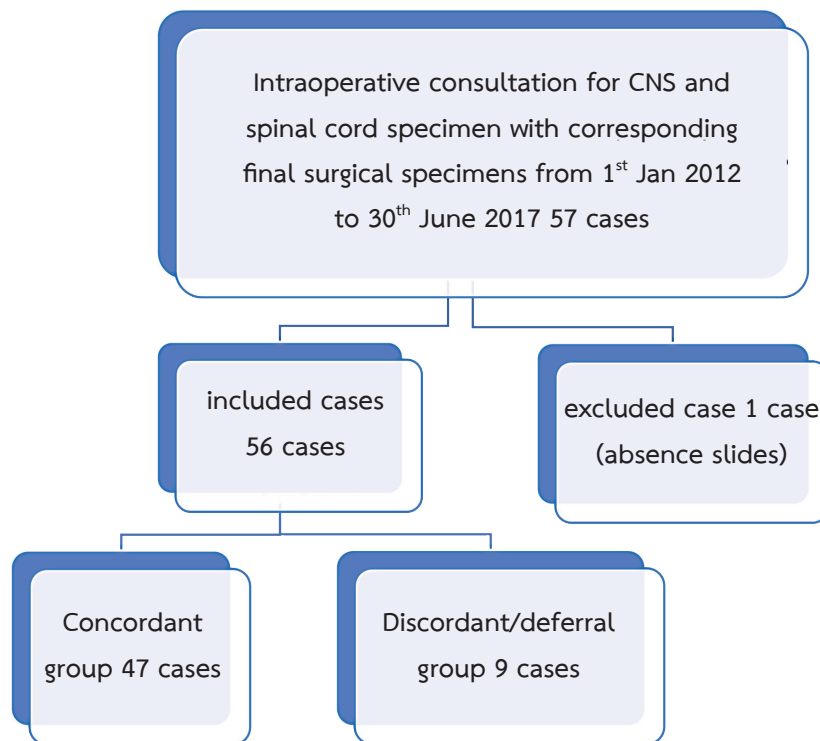 Intraoperative consultation for CNS and
spinal cord specimen with corresponding
final surgical specimens from 1st Jan 2012
to 30th June 2017 57 cases
included cases
56 cases
excluded case 1 case
(absence slides)
Concordant
group 47 cases
Discordant/deferral
group 9 cases